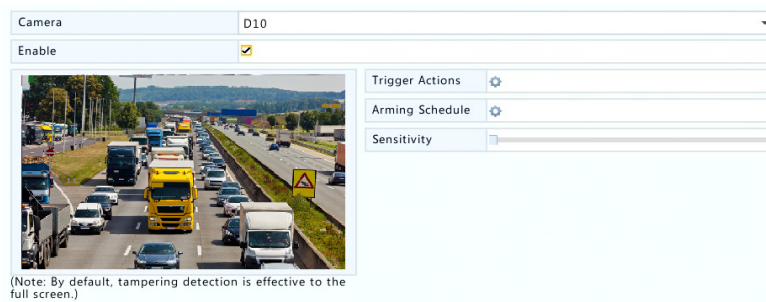 Camera
D10
Enable
Trigger Actions
Arming Schedule
Sensitivity
(Note: By default, tampering detection is effective to the
full screen.)